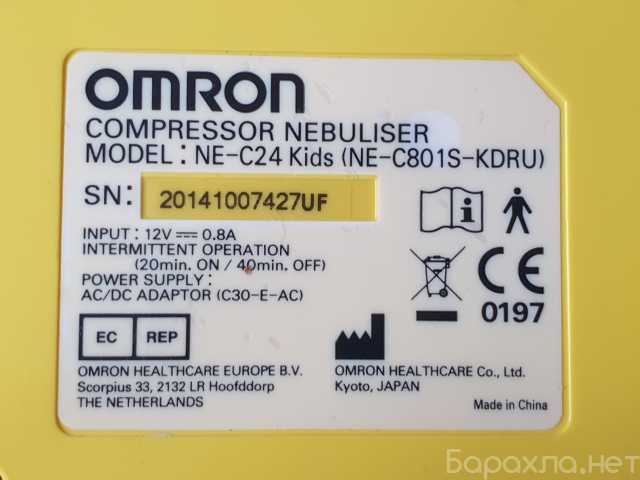 OMRON
COMPRESSOR NEBULISER
MODEL : NE-C24 Kids (NE-C801S-KDRU)
SN: 20141007427UF
INPUT : 12V ⎓ 0.8A
INTERMITTENT OPERATION
(20min. ON / 40min. OFF)
POWER SUPPLY :
AC/DC ADAPTOR (C30-E-AC)
CE
0197
EC REP
OMRON HEALTHCARE EUROPE B.V.
Scorpius 33, 2132 LR Hoofddorp
THE NETHERLANDS
OMRON HEALTHCARE Co., Ltd.
Kyoto, JAPAN
Made in China
Барахла.нет